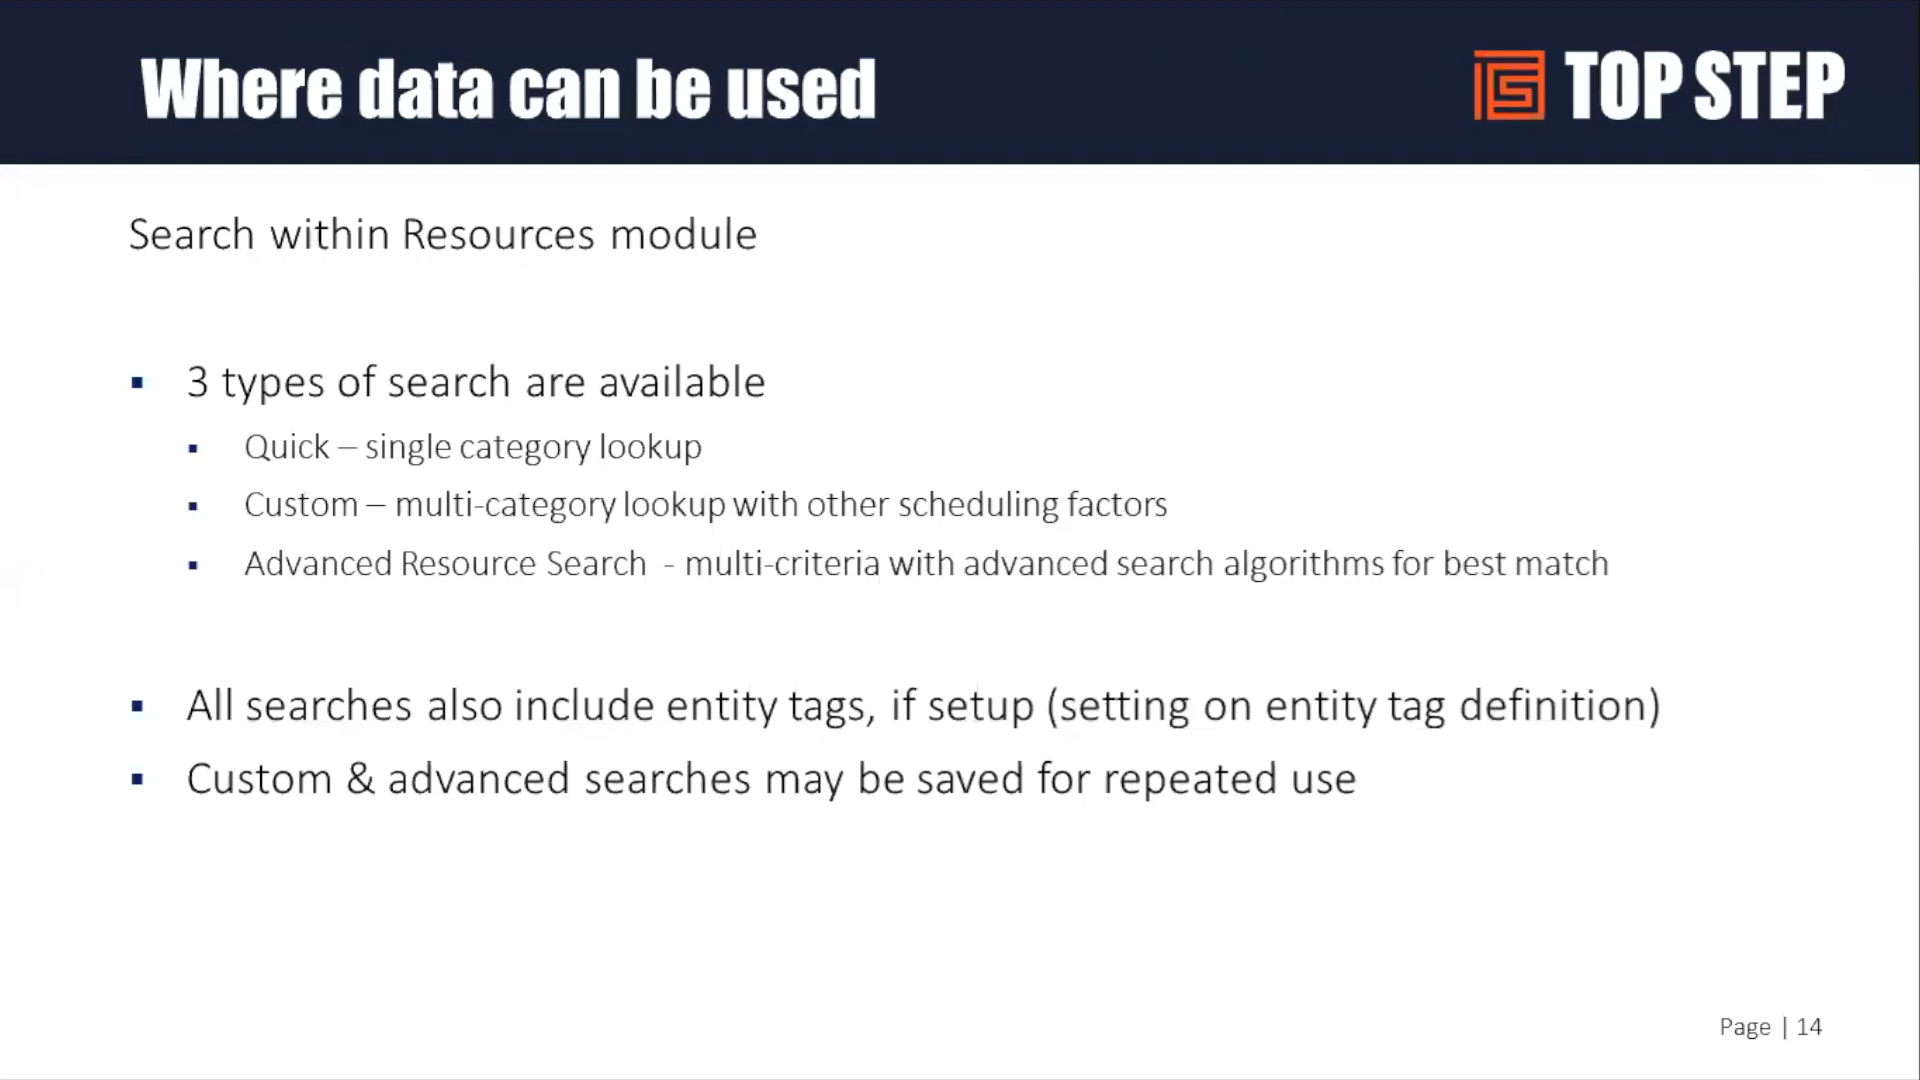 Where data can be used
TOP STEP
Search within Resources module
▪ 3 types of search are available
▪ Quick – single category lookup
▪ Custom – multi-category lookup with other scheduling factors
▪ Advanced Resource Search  - multi-criteria with advanced search algorithms for best match
▪ All searches also include entity tags, if setup (setting on entity tag definition)
▪ Custom & advanced searches may be saved for repeated use
Page | 14